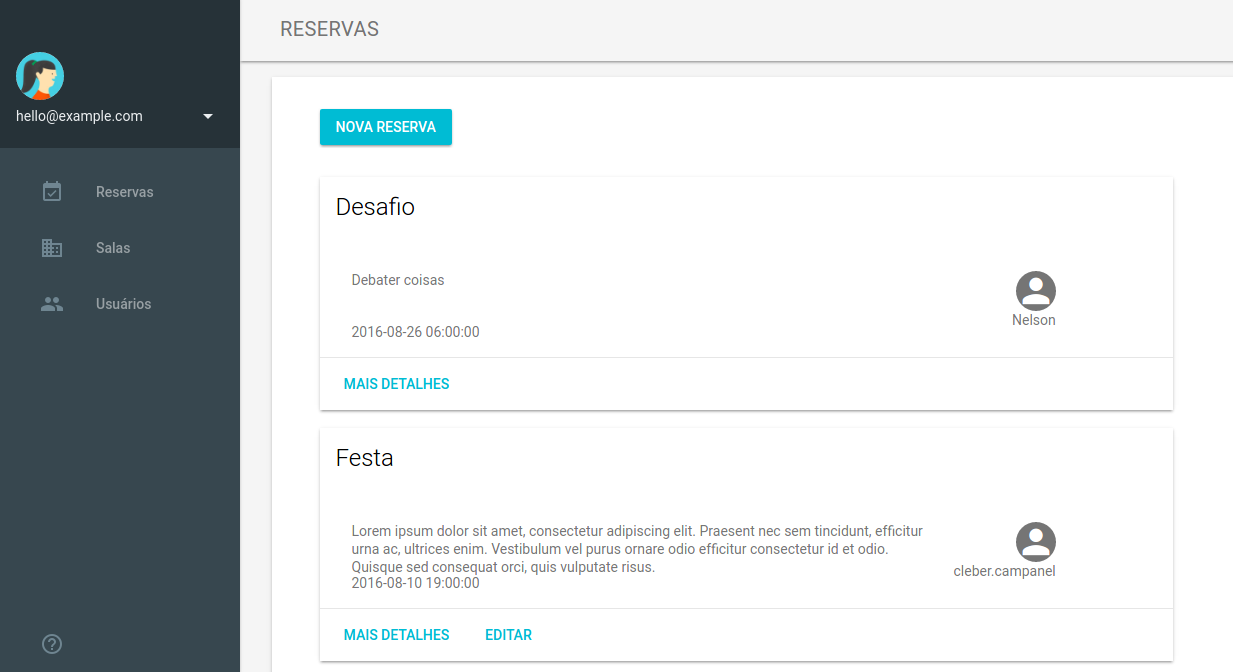 RESERVAS
hello@example.com
Reservas
Salas
Usuários
NOVA RESERVA
Desafio
Debater coisas
Nelson
2016-08-26 06:00:00
MAIS DETALHES
Festa
Lorem ipsum dolor sit amet, consectetur adipiscing elit. Praesent nec sem tincidunt, efficitur
urna ac, ultrices enim. Vestibulum vel purus ornare odio efficitur consectetur id et odio.
Quisque sed consequat orci, quis vulputate risus.
cleber.campanel
2016-08-10 19:00:00
MAIS DETALHES EDITAR